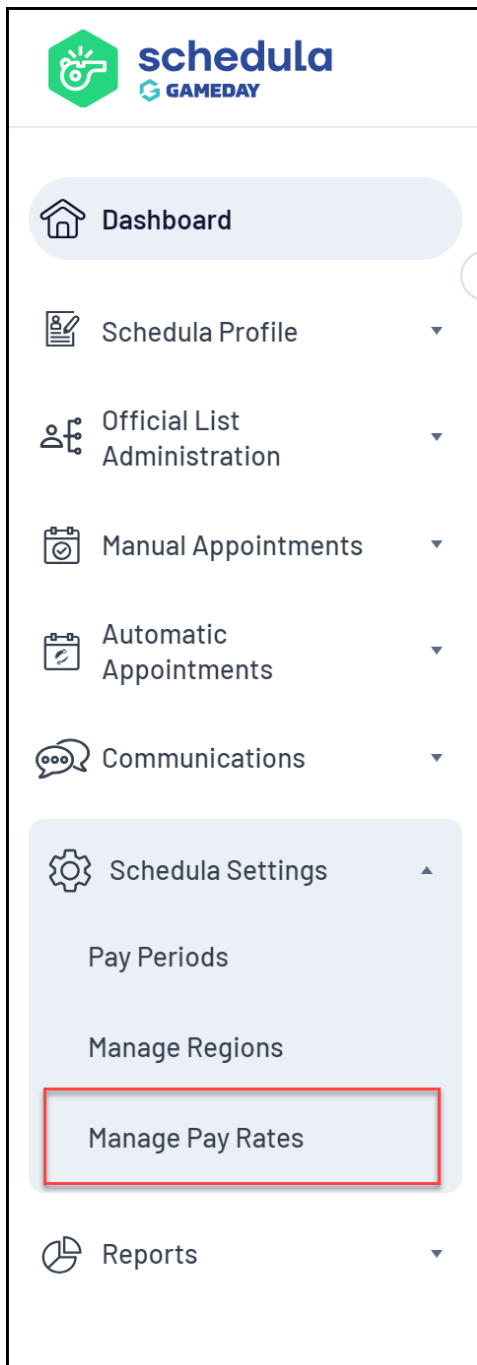 schedula
GAMEDAY
Dashboard
Schedula Profile
Official List
Administration
Manual Appointments
Automatic
Appointments
Communications
Schedula Settings
Pay Periods
Manage Regions
Manage Pay Rates
Reports